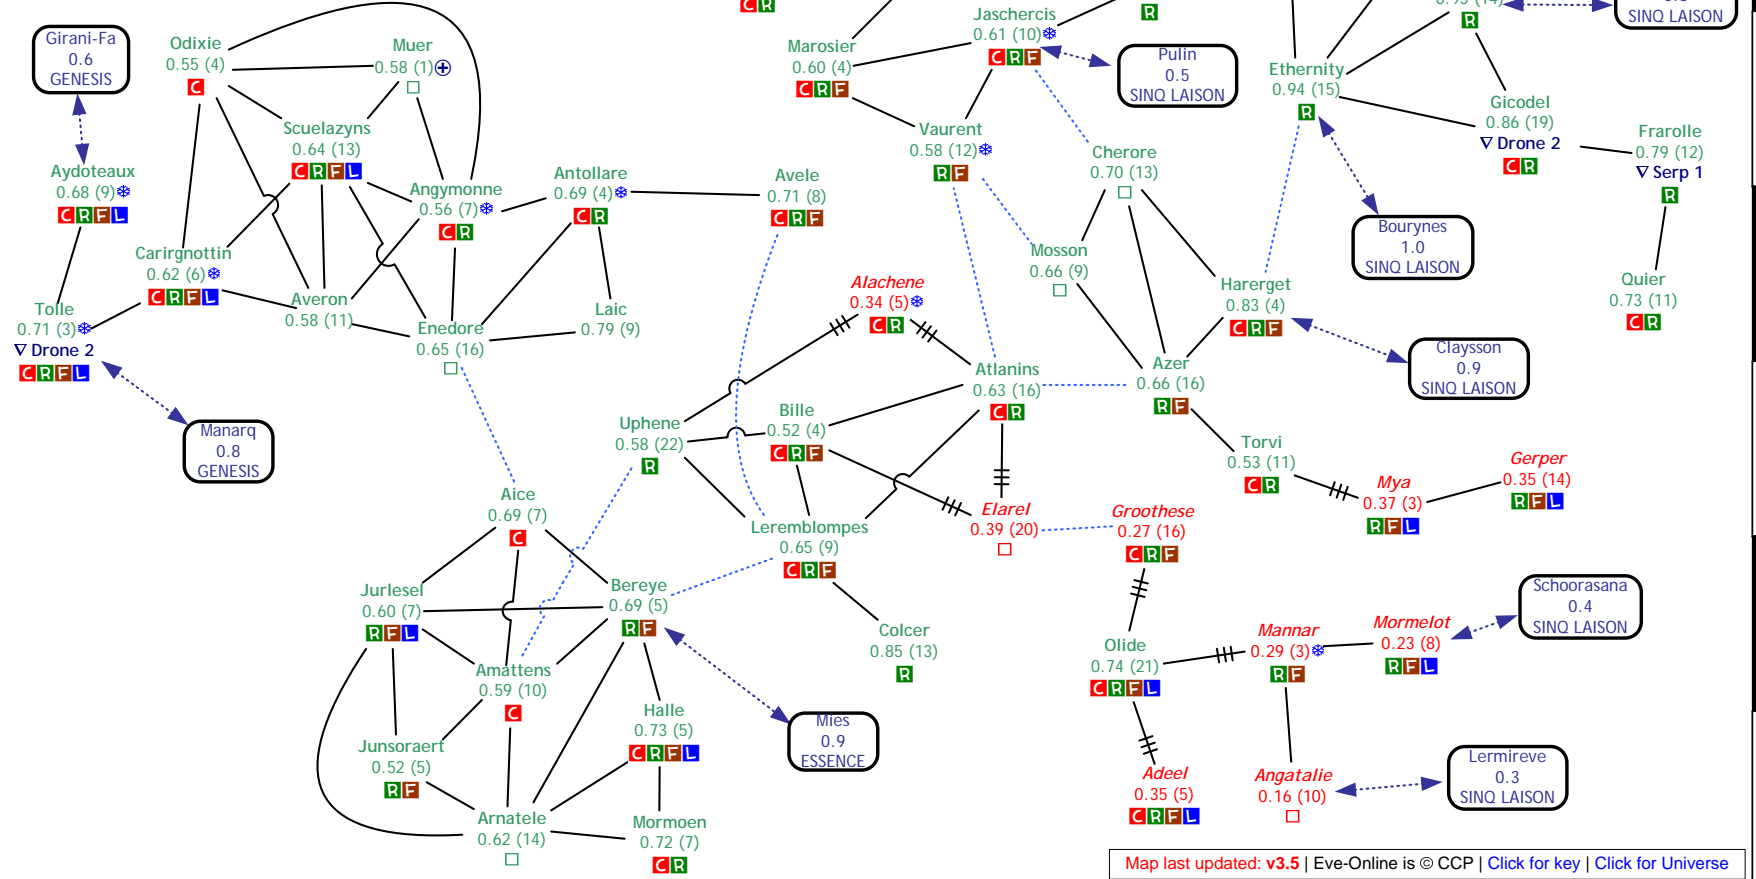 Girani-Fa
0.6
GENESIS
Odixie
0.55 (4)
C
Muer
0.58 (1)
Scuelazyns
0.64 (13)
C R F L
Aydoteaux
0.68 (9)
C R F L
Angymonne
0.56 (7)
C R
Antollare
0.69 (4)
C R
Avele
0.71 (8)
C R F
Carirgnottin
0.62 (6)
C R F L
Tolle
0.71 (3)
∇ Drone 2
C R F L
Averon
0.58 (11)
Enedore
0.65 (16)
Laic
0.79 (9)
Manarq
0.8
GENESIS
C R
Marosier
0.60 (4)
C R F
Jaschercis
0.61 (10)
C R F
R
Pulin
0.5
SINQ LAISON
Vaurent
0.58 (12)
R F
Cherore
0.70 (13)
Mosson
0.66 (9)
R
SINQ LAISON
Ethernity
0.94 (15)
R
Gicodel
0.86 (19)
∇ Drone 2
C R
Frarolle
0.79 (12)
∇ Serp 1
R
Bourynes
1.0
SINQ LAISON
Quier
0.73 (11)
C R
Harerget
0.83 (4)
C R F
Claysson
0.9
SINQ LAISON
Alachene
0.34 (5)
C R
Atlanins
0.63 (16)
C R
Azer
0.66 (16)
R F
Uphene
0.58 (22)
R
Bille
0.52 (4)
C R F
Torvi
0.53 (11)
C R
Mya
0.37 (3)
R F L
Gerper
0.35 (14)
R F L
Aice
0.69 (7)
C
Leremblompes
0.65 (9)
C R F
Elarel
0.39 (20)
Groothese
0.27 (16)
C R F
Jurlesel
0.60 (7)
R F L
Bereye
0.69 (5)
R F
Colcer
0.85 (13)
R
Olide
0.74 (21)
C R F L
Mannar
0.29 (3)
R F
Mormelot
0.23 (8)
R F L
Schoorasana
0.4
SINQ LAISON
Amattens
0.59 (10)
C
Halle
0.73 (5)
C R F L
Mies
0.9
ESSENCE
Junsoraert
0.52 (5)
R F
Adeel
0.35 (5)
C R F L
Angatalie
0.16 (10)
Lermireve
0.3
SINQ LAISON
Arnatele
0.62 (14)
Mormoen
0.72 (7)
C R
Map last updated: v3.5 | Eve-Online is © CCP | Click for key | Click for Universe